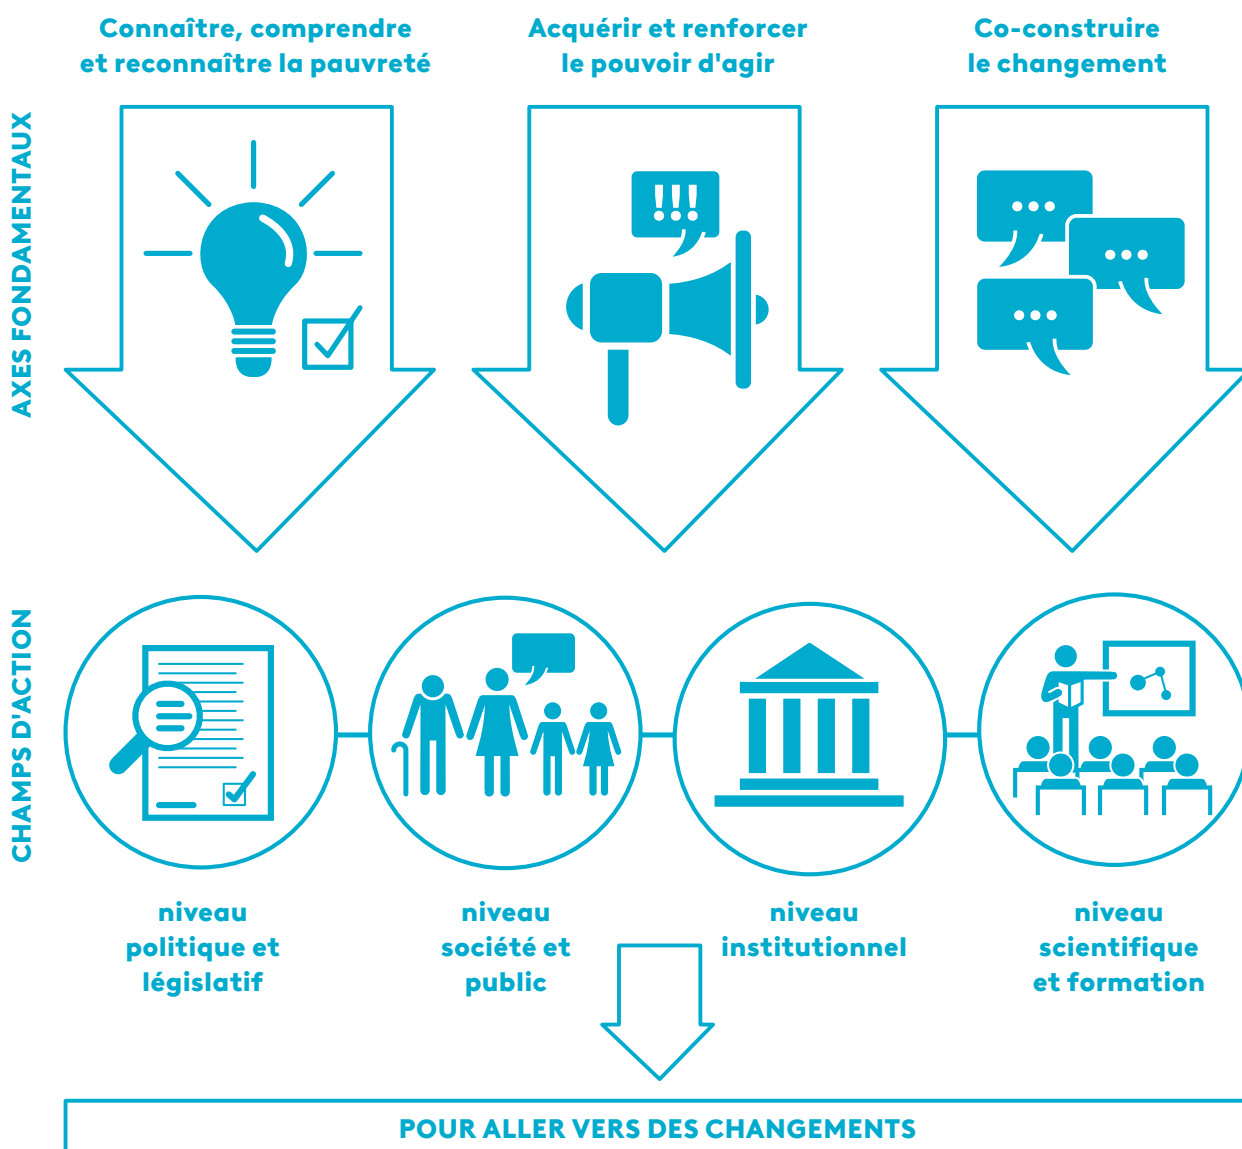 Connaître, comprendre
et reconnaître la pauvreté
Acquérir et renforcer
le pouvoir d'agir
Co-construire
le changement
AXES FONDAMENTAUX
!!!
CHAMPS D'ACTION
niveau
politique et
législatif
niveau
société et
public
niveau
institutionnel
niveau
scientifique
et formation
POUR ALLER VERS DES CHANGEMENTS